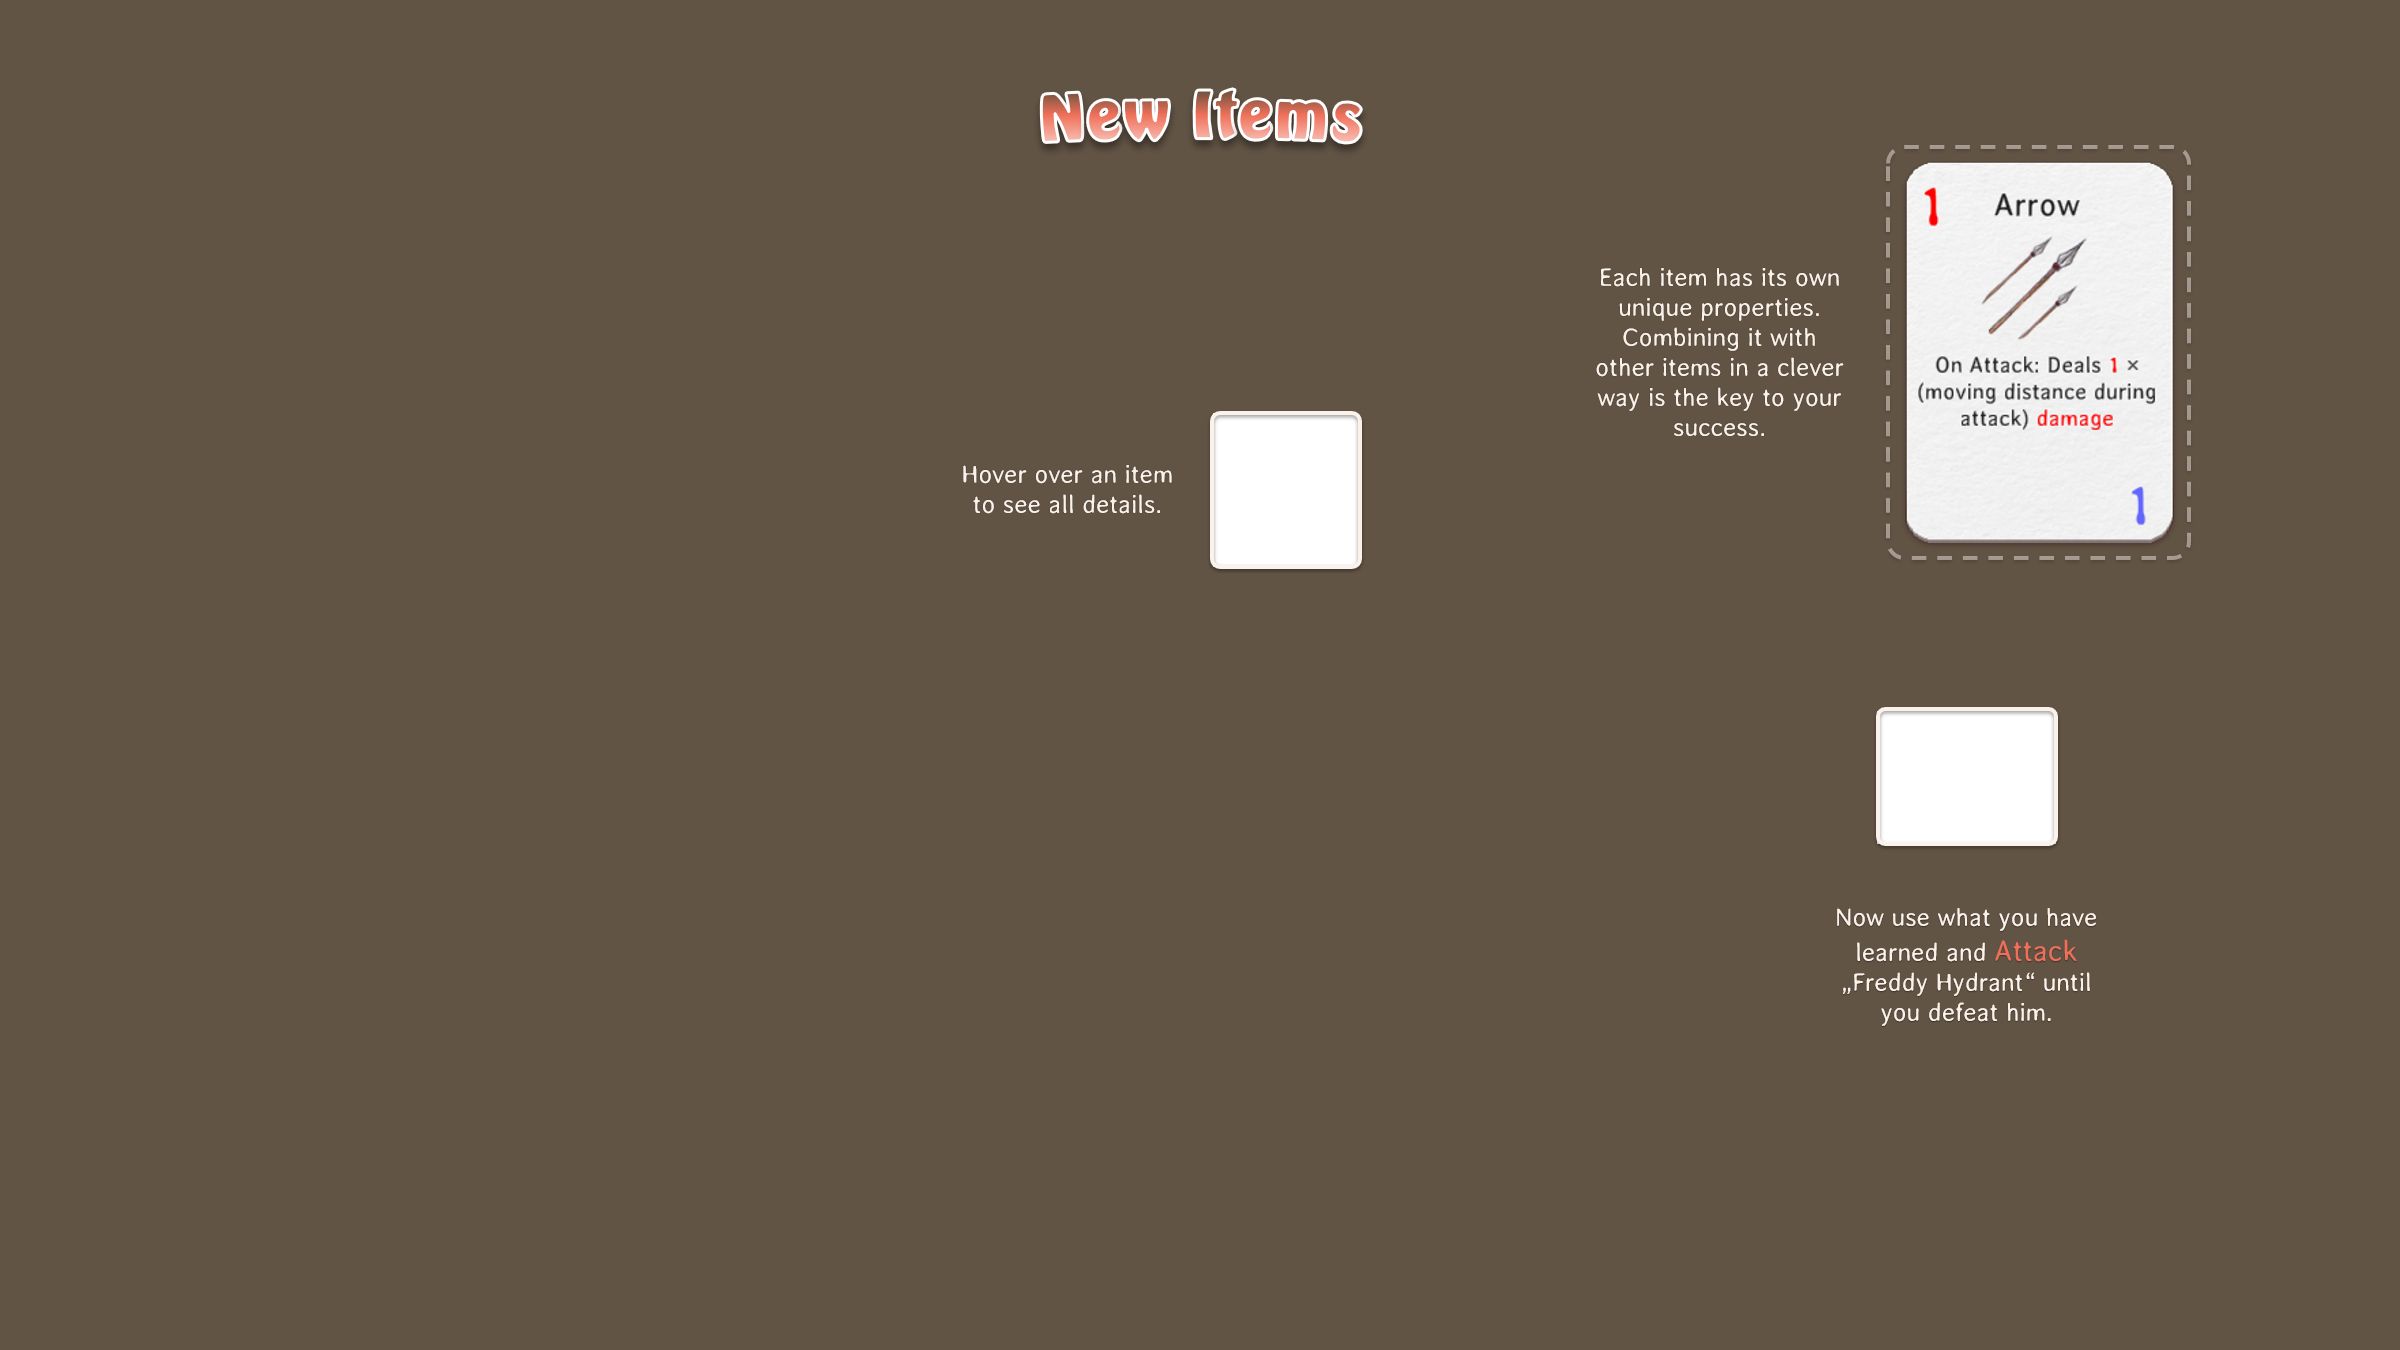 New Items
Hover over an item
to see all details.
Each item has its own
unique properties.
Combining it with
other items in a clever
way is the key to your
success.
1
Arrow
On Attack: Deals 1 ×
(moving distance during
attack) damage
1
Now use what you have
learned and Attack
„Freddy Hydrant“ until
you defeat him.